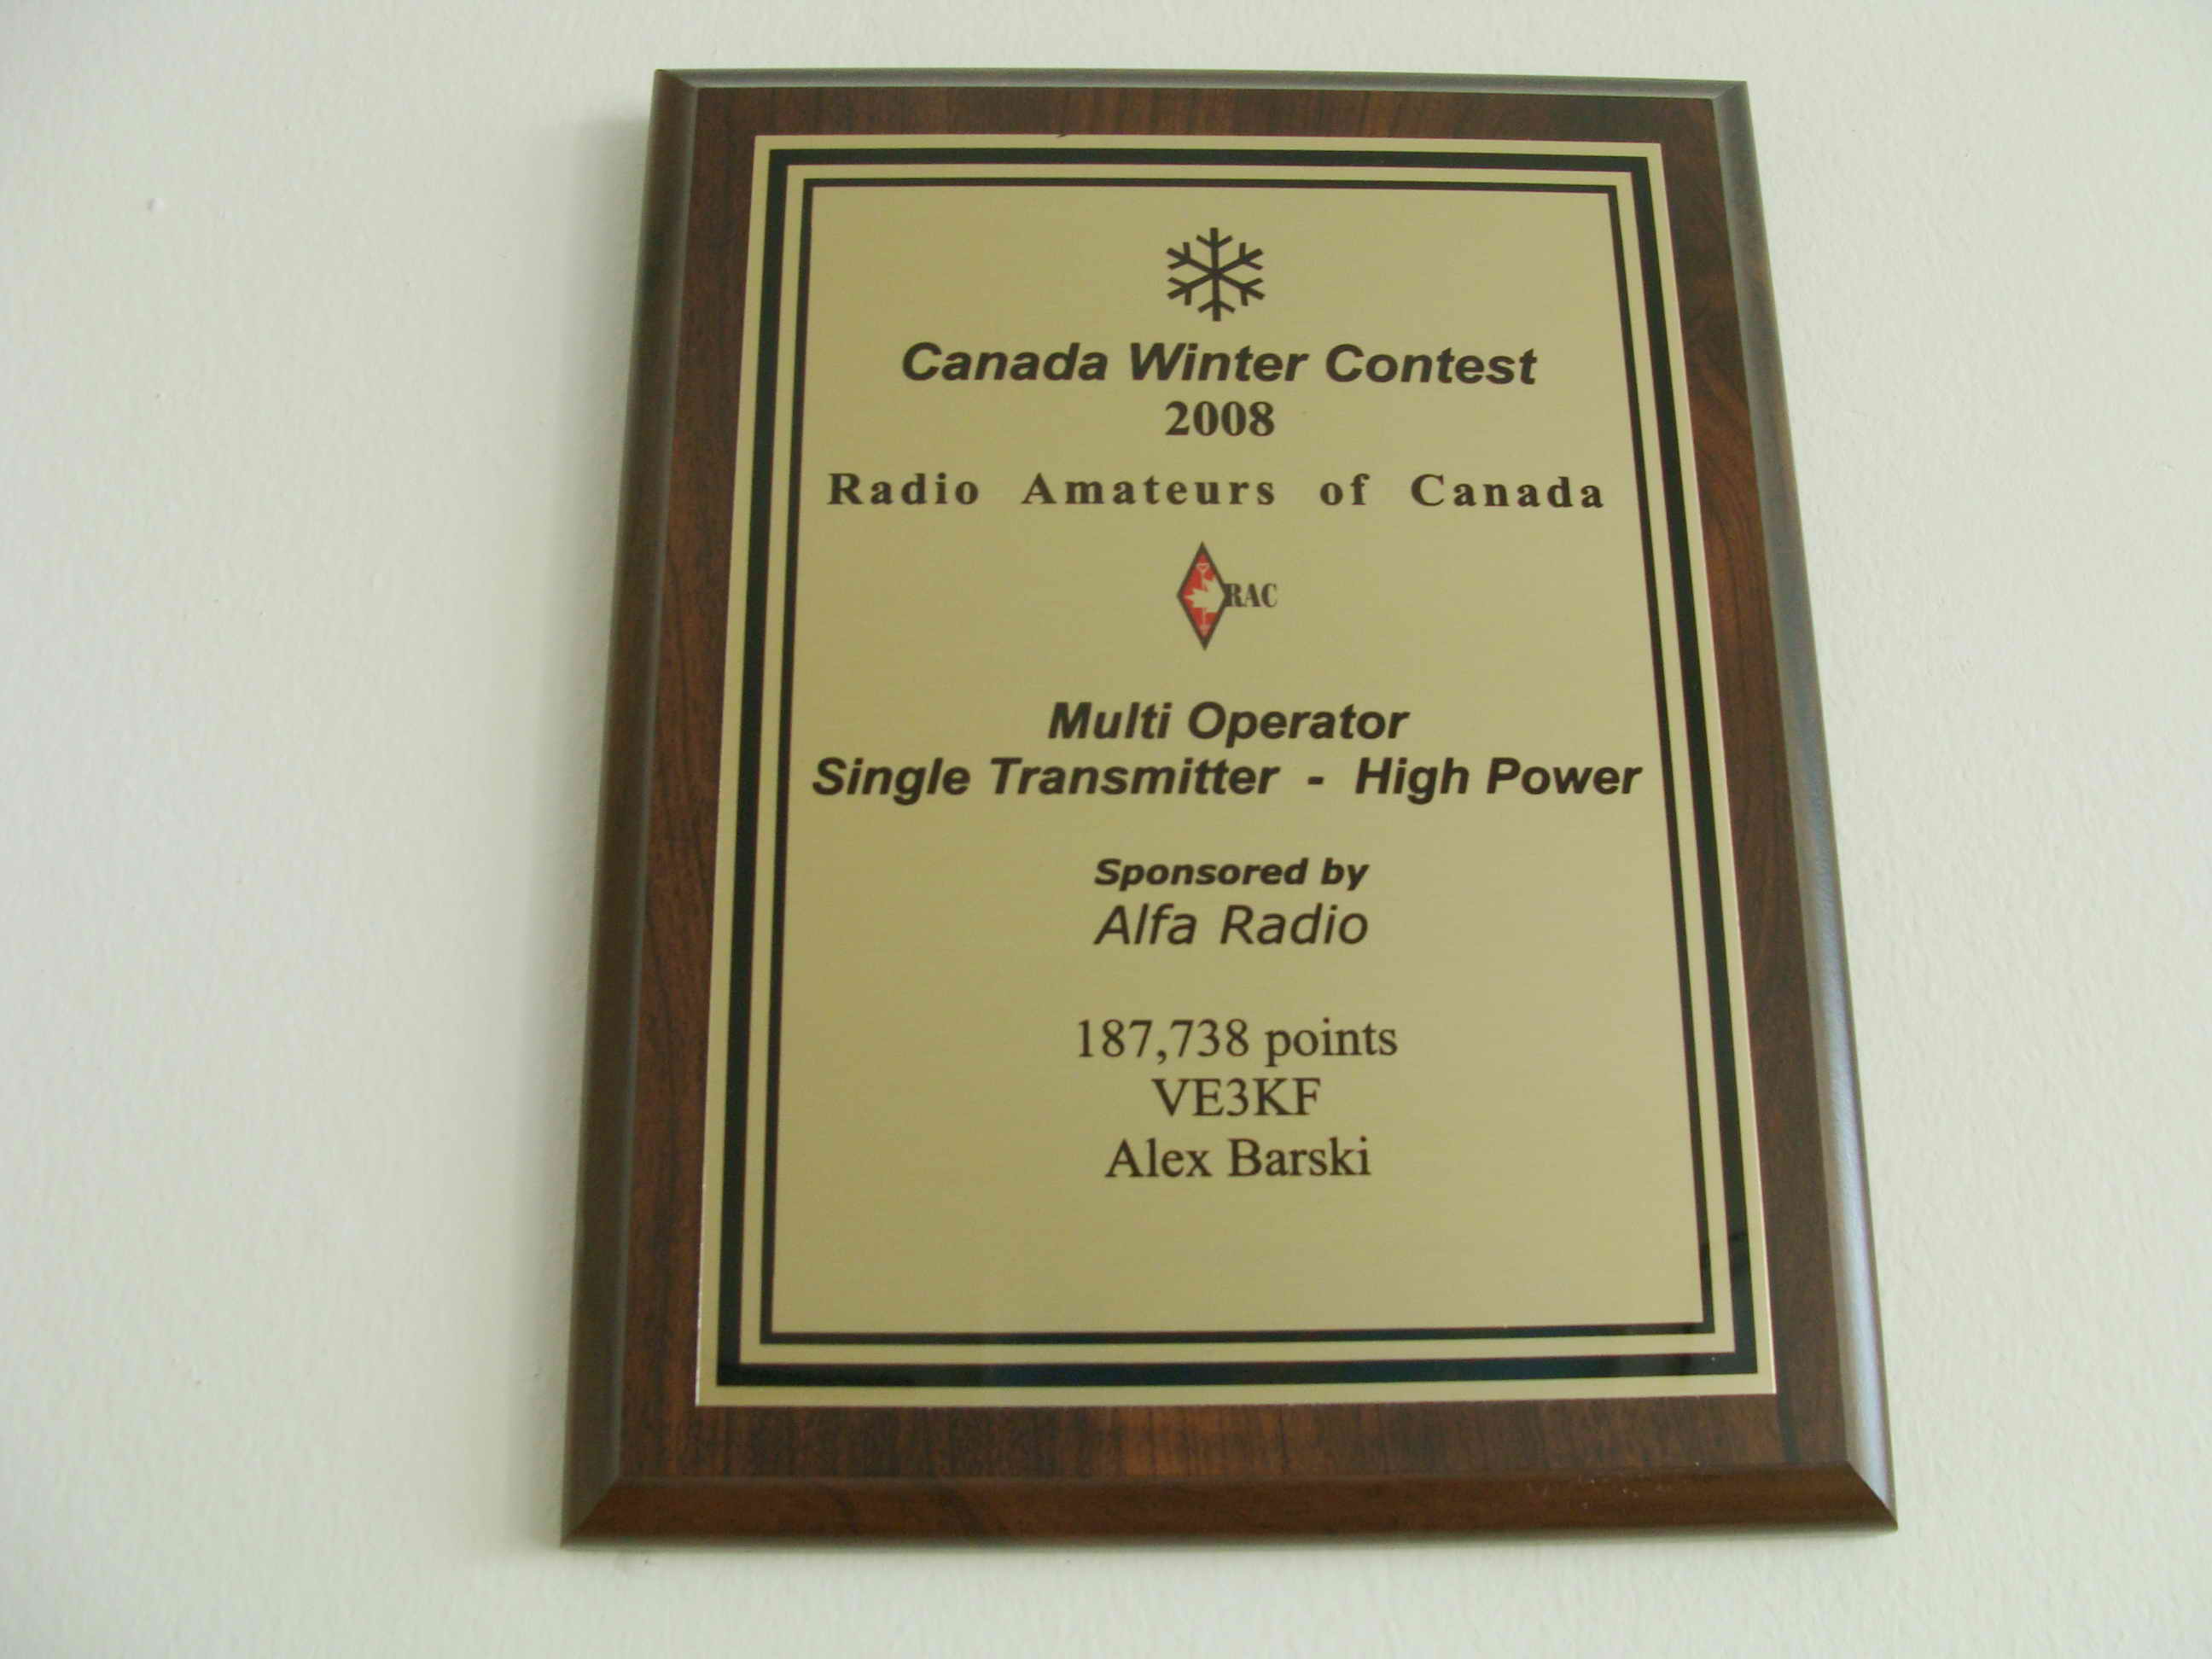 Canada Winter Contest
2008
Radio Amateurs of Canada
RAC
Multi Operator
Single Transmitter - High Power
Sponsored by
Alfa Radio
187,738 points
VE3KF
Alex Barski